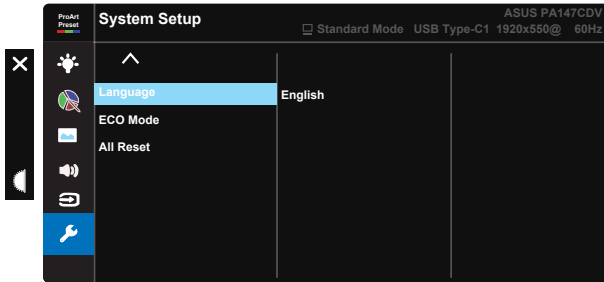 ProArt
Preset
System Setup
ASUS PA147CDV
Standard Mode USB Type-C1 1920x550@ 60Hz
Language
English
ECO Mode
All Reset